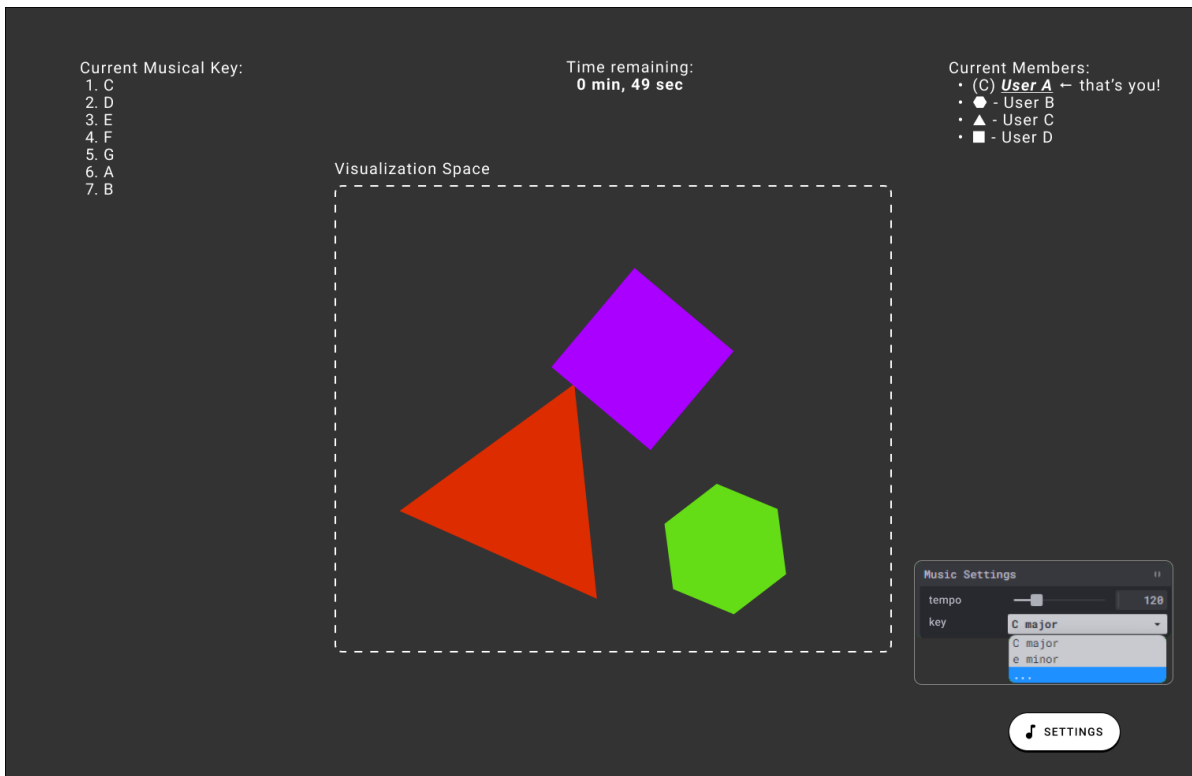 Current Musical Key:
1. C
2. D
3. E
4. F
5. G
6. A
7. B
Time remaining:
0 min, 49 sec
Current Members:
• (C) User A ← that's you!
• ⬢ - User B
• ▲ - User C
• ■ - User D
Visualization Space
Music Settings
tempo 120
key C major
C major
e minor
...
SETTINGS